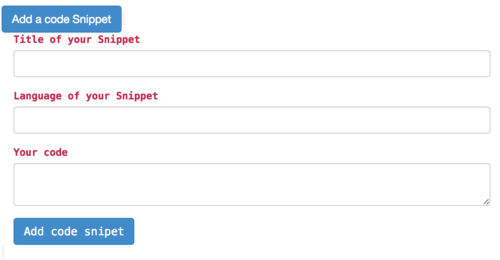 Add a code Snippet
Title of your Snippet
Language of your Snippet
Your code
Add code snipet